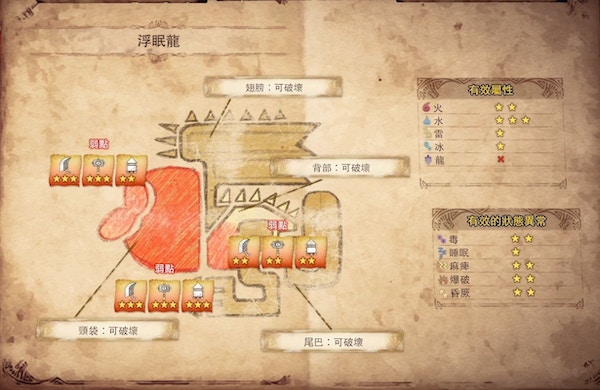 浮眠龍
翅膀：可破壞
有效屬性
火
水
弱點
雷
背部：可破壞
冰
龍
有效的狀態異常
弱點
毒
睡眠
弱點
麻痺
爆破
昏厥
頭袋：可破壞
尾巴：可破壞